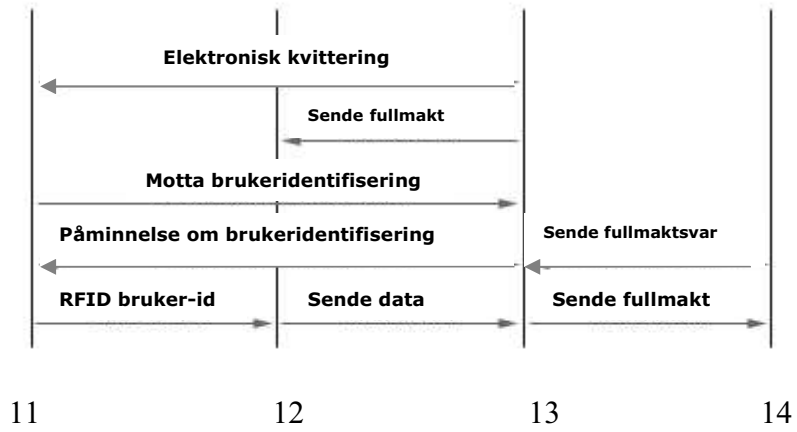 Elektronisk kvittering
Sende fullmakt
Motta brukeridentifisering
Påminnelse om brukeridentifisering
Sende fullmaktsvar
RFID bruker-id
Sende data
Sende fullmakt
11
12
13
14